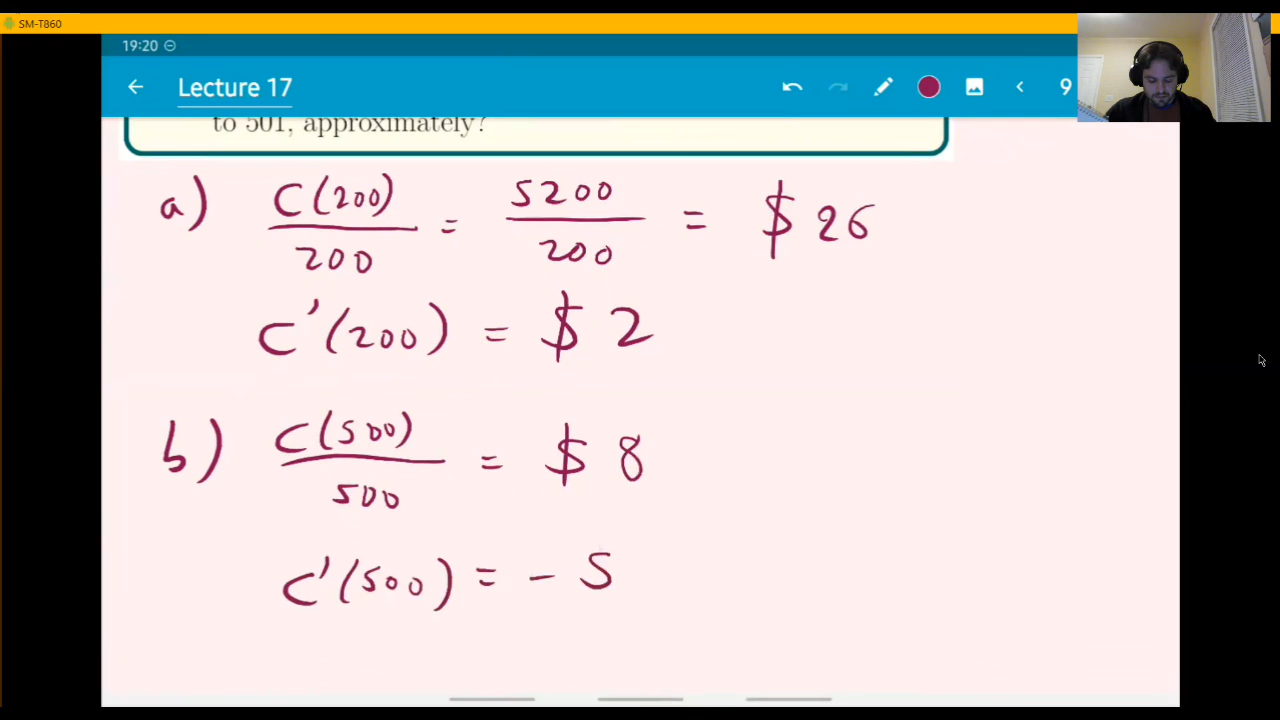 SM-T860
19:20
Lecture 17
9
to 501, approximately?
a) C(200)/200 = 5200/200 = $ 26
C'(200) = $ 2
b) C(500)/500 = $ 8
C'(500) = - 5